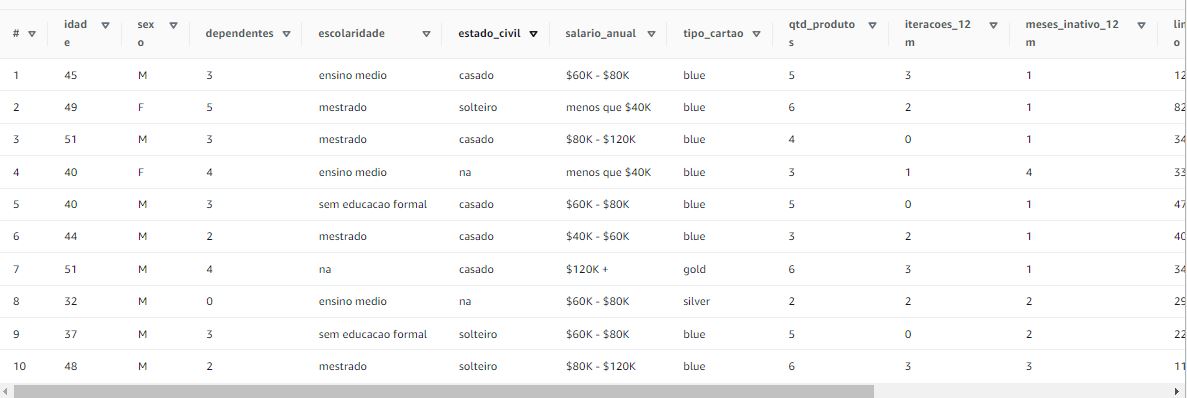 # idade sexo dependentes escolaridade estado_civil salario_anual tipo_cartao qtd_produtos iteracoes_12m meses_inativo_12m
1 45 M 3 ensino medio casado $60K - $80K blue 5 3 1 12
2 49 F 5 mestrado solteiro menos que $40K blue 6 2 1 82
3 51 M 3 mestrado casado $80K - $120K blue 4 0 1 34
4 40 F 4 ensino medio na menos que $40K blue 3 1 4 33
5 40 M 3 sem educacao formal casado $60K - $80K blue 5 0 1 47
6 44 M 2 mestrado casado $40K - $60K blue 3 2 1 40
7 51 M 4 na casado $120K + gold 6 3 1 34
8 32 M 0 ensino medio na $60K - $80K silver 2 2 2 29
9 37 M 3 sem educacao formal solteiro $60K - $80K blue 5 0 2 22
10 48 M 2 mestrado solteiro $80K - $120K blue 6 3 3 11